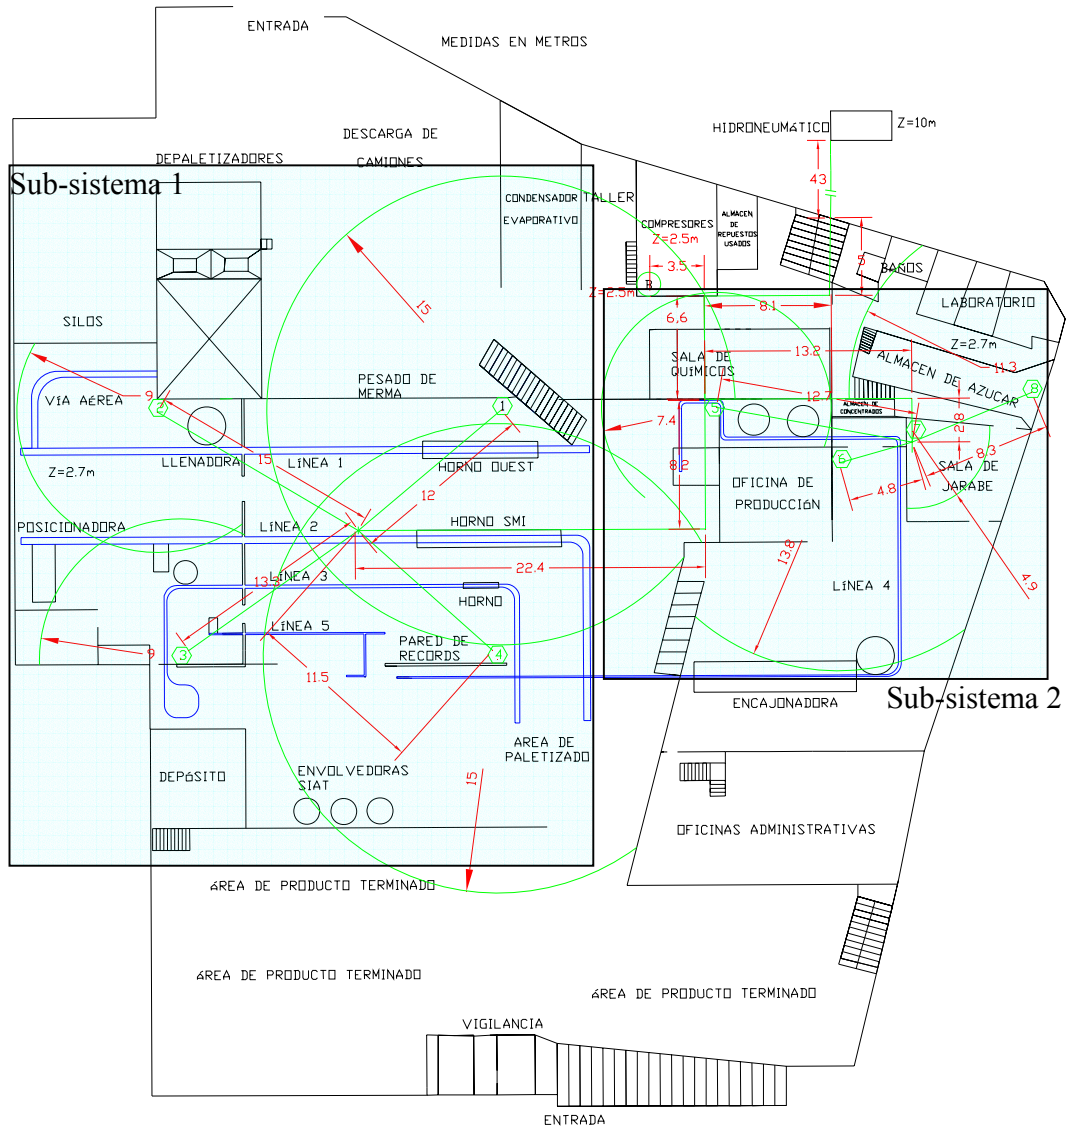 ENTRADA
MEDIDAS EN METROS
HIDRONEUMáTICO
Z=10m
DESCARGA DE
CAMIONES
DEPALETIZADORES
43
Sub-sistema 1
CONDENSADOR
EVAPORATIVO
TALLER
COMPRESORES
Z=2.5m
3.5
ALMACEN
DE
REPUESTOS
USADOS
5
BAÑOS
Z=2.5m
B
15
8.1
6,6
LABORATORIO
SILOS
Z=2.7m
13.2
SALA DE
QUíMICOS
ALMACEN DE AZUCAR
11.3
PESADO DE
MERMA
VíA AéREA
9
2
1
12
5
ALMACEN DE
CONCENTRADOS
8
7.4
2.8
7
LLENADORA
15
LíNEA 1
HORNO OUEST
Z=2.7m
12
8.2
6
8.3
SALA DE
JARABE
4.8
OFICINA DE
PRODUCCIóN
POSICIONADORA
LíNEA 2
HORNO SMI
13.8
22.4
LíNEA 3
13.3
HORNO
LíNEA 4
4.9
LíNEA 5
PARED DE
RECORDS
9
3
4
11.5
Sub-sistema 2
ENCAJONADORA
AREA DE
PALETIZADO
DEPóSITO
ENVOLVEDORAS
SIAT
15
OFICINAS ADMINISTRATIVAS
áREA DE PRODUCTO TERMINADO
áREA DE PRODUCTO TERMINADO
áREA DE PRODUCTO TERMINADO
VIGILANCIA
ENTRADA